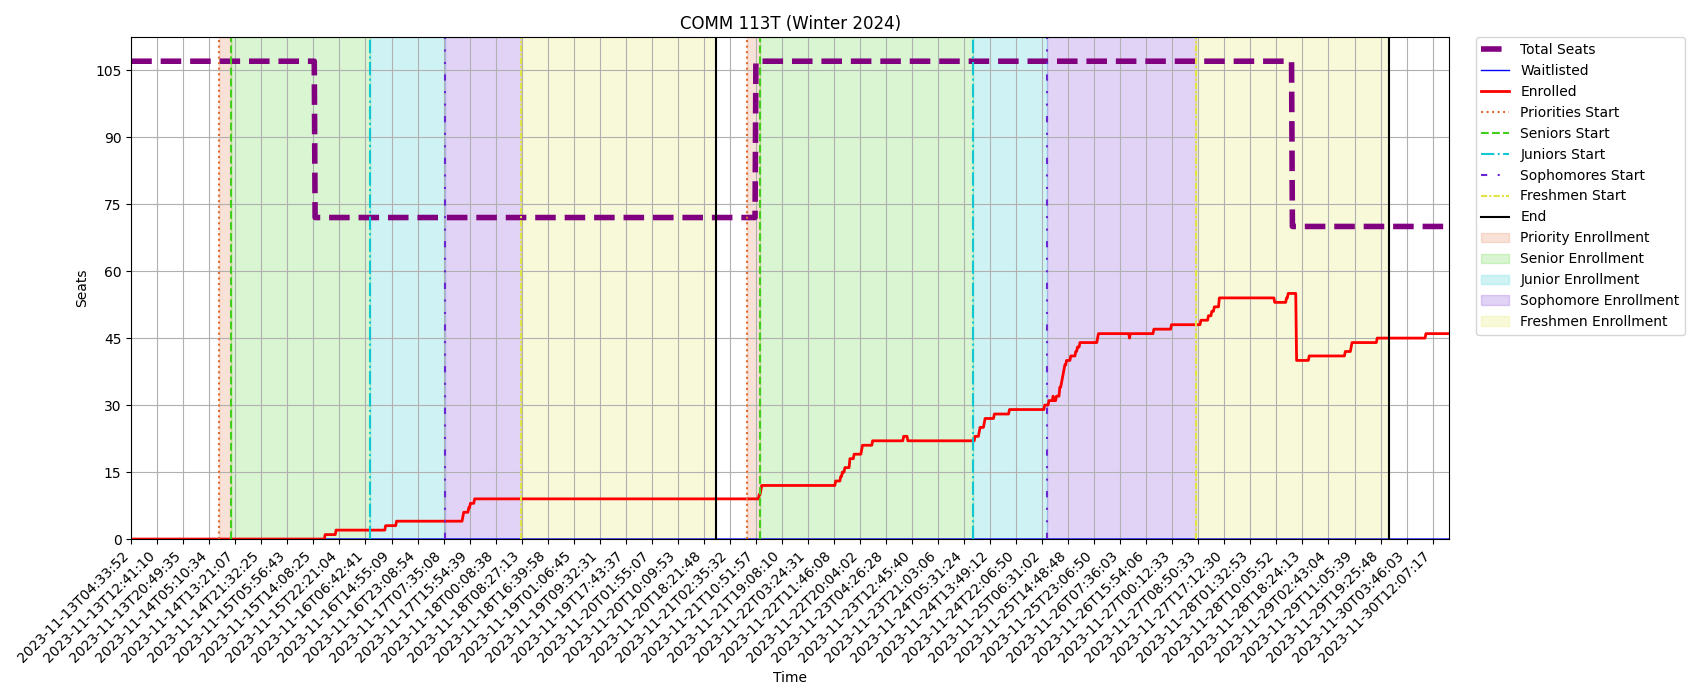 COMM 113T (Winter 2024)
Seats
105
90
75
60
45
30
15
0
2023-11-13T04:33:52
2023-11-13T12:41:10
2023-11-13T20:49:35
2023-11-14T05:10:34
2023-11-14T13:21:07
2023-11-14T21:32:25
2023-11-15T05:56:43
2023-11-15T14:08:25
2023-11-15T22:21:04
2023-11-16T06:42:41
2023-11-16T14:55:09
2023-11-16T23:08:54
2023-11-17T07:35:08
2023-11-17T15:54:39
2023-11-18T00:08:38
2023-11-18T08:27:13
2023-11-18T16:39:58
2023-11-19T01:06:45
2023-11-19T09:32:31
2023-11-19T17:43:37
2023-11-20T01:55:07
2023-11-20T10:09:53
2023-11-20T18:21:48
2023-11-21T02:35:32
2023-11-21T10:51:57
2023-11-21T19:08:10
2023-11-22T03:24:31
2023-11-22T11:46:08
2023-11-22T20:04:02
2023-11-23T04:26:28
2023-11-23T12:45:40
2023-11-23T21:03:06
2023-11-24T05:31:24
2023-11-24T13:49:12
2023-11-24T22:06:50
2023-11-25T06:31:02
2023-11-25T14:48:48
2023-11-25T23:06:50
2023-11-26T07:36:03
2023-11-26T15:54:06
2023-11-27T00:12:33
2023-11-27T08:50:33
2023-11-27T17:12:30
2023-11-28T01:32:53
2023-11-28T10:05:52
2023-11-28T18:24:13
2023-11-29T02:43:04
2023-11-29T11:05:39
2023-11-29T19:25:48
2023-11-30T03:46:03
2023-11-30T12:07:17
Time
Total Seats
Waitlisted
Enrolled
Priorities Start
Seniors Start
Juniors Start
Sophomores Start
Freshmen Start
End
Priority Enrollment
Senior Enrollment
Junior Enrollment
Sophomore Enrollment
Freshmen Enrollment